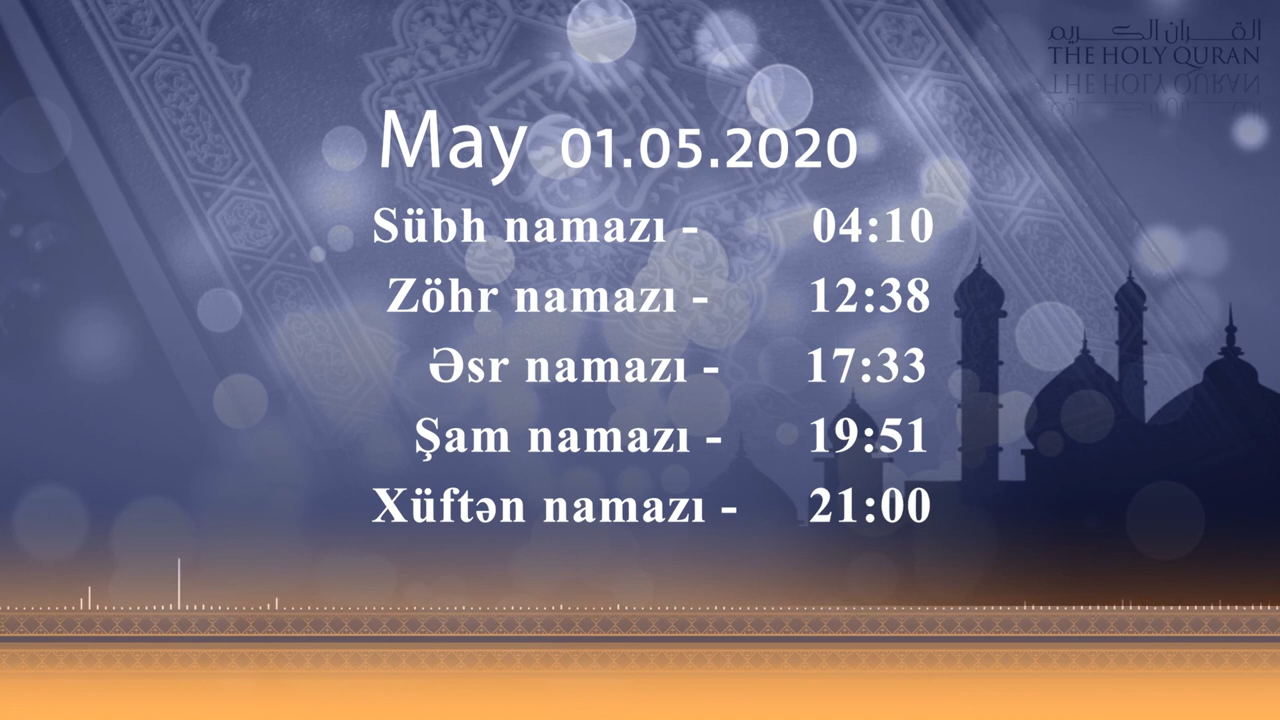 القرآن الكريم
THE HOLY QURAN
May 01.05.2020
Sübh namazı - 04:10
Zöhr namazı - 12:38
Əsr namazı - 17:33
Şam namazı - 19:51
Xüftən namazı - 21:00